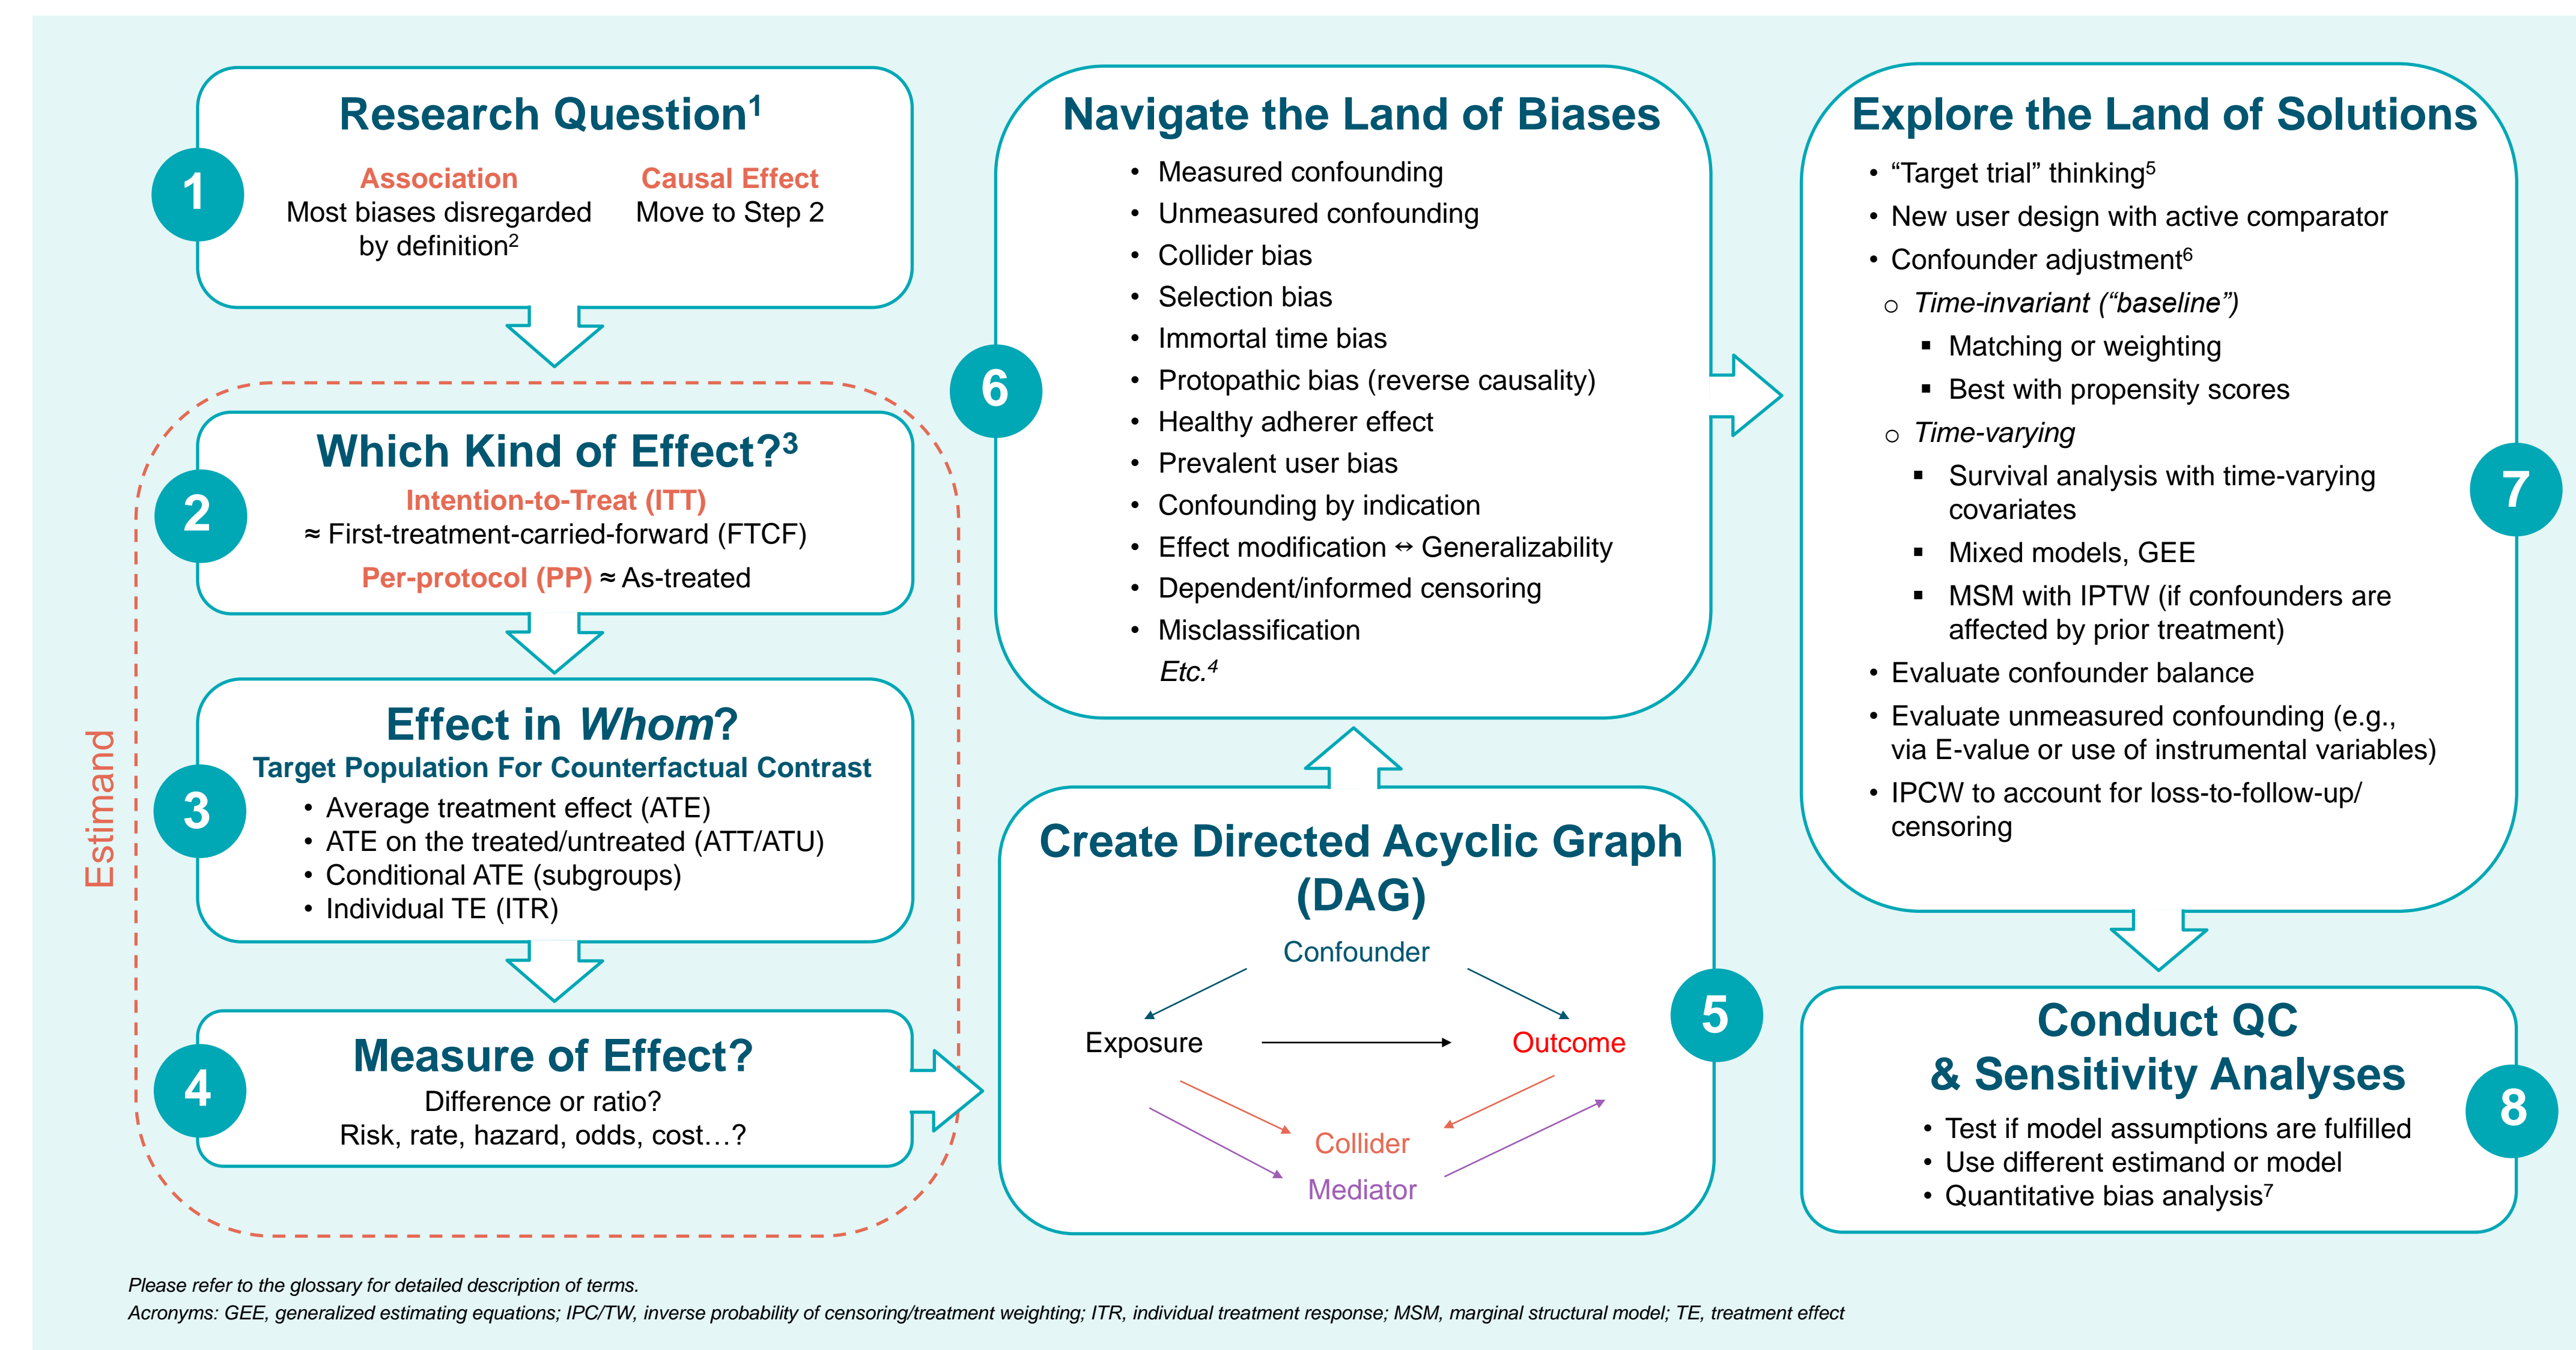 Research Question¹
1
Association
Most biases disregarded
by definition²
Causal Effect
Move to Step 2
Estimand
Which Kind of Effect?³
2
Intention-to-Treat (ITT)
≈ First-treatment-carried-forward (FTCF)
Per-protocol (PP) ≈ As-treated
Effect in Whom?
Target Population For Counterfactual Contrast
3
• Average treatment effect (ATE)
• ATE on the treated/untreated (ATT/ATU)
• Conditional ATE (subgroups)
• Individual TE (ITR)
Measure of Effect?
4
Difference or ratio?
Risk, rate, hazard, odds, cost…?
Create Directed Acyclic Graph
(DAG)
5
Confounder
Exposure
Outcome
Collider
Mediator
Navigate the Land of Biases
6
• Measured confounding
• Unmeasured confounding
• Collider bias
• Selection bias
• Immortal time bias
• Protopathic bias (reverse causality)
• Healthy adherer effect
• Prevalent user bias
• Confounding by indication
• Effect modification ↔ Generalizability
• Dependent/informed censoring
• Misclassification
Etc.⁴
Explore the Land of Solutions
7
• “Target trial” thinking⁵
• New user design with active comparator
• Confounder adjustment⁶
o Time-invariant (“baseline”)
▪ Matching or weighting
▪ Best with propensity scores
o Time-varying
▪ Survival analysis with time-varying
covariates
▪ Mixed models, GEE
▪ MSM with IPTW (if confounders are
affected by prior treatment)
• Evaluate confounder balance
• Evaluate unmeasured confounding (e.g.,
via E-value or use of instrumental variables)
• IPCW to account for loss-to-follow-up/
censoring
Conduct QC
& Sensitivity Analyses
8
• Test if model assumptions are fulfilled
• Use different estimand or model
• Quantitative bias analysis⁷
Please refer to the glossary for detailed description of terms.
Acronyms: GEE, generalized estimating equations; IPC/TW, inverse probability of censoring/treatment weighting; ITR, individual treatment response; MSM, marginal structural model; TE, treatment effect